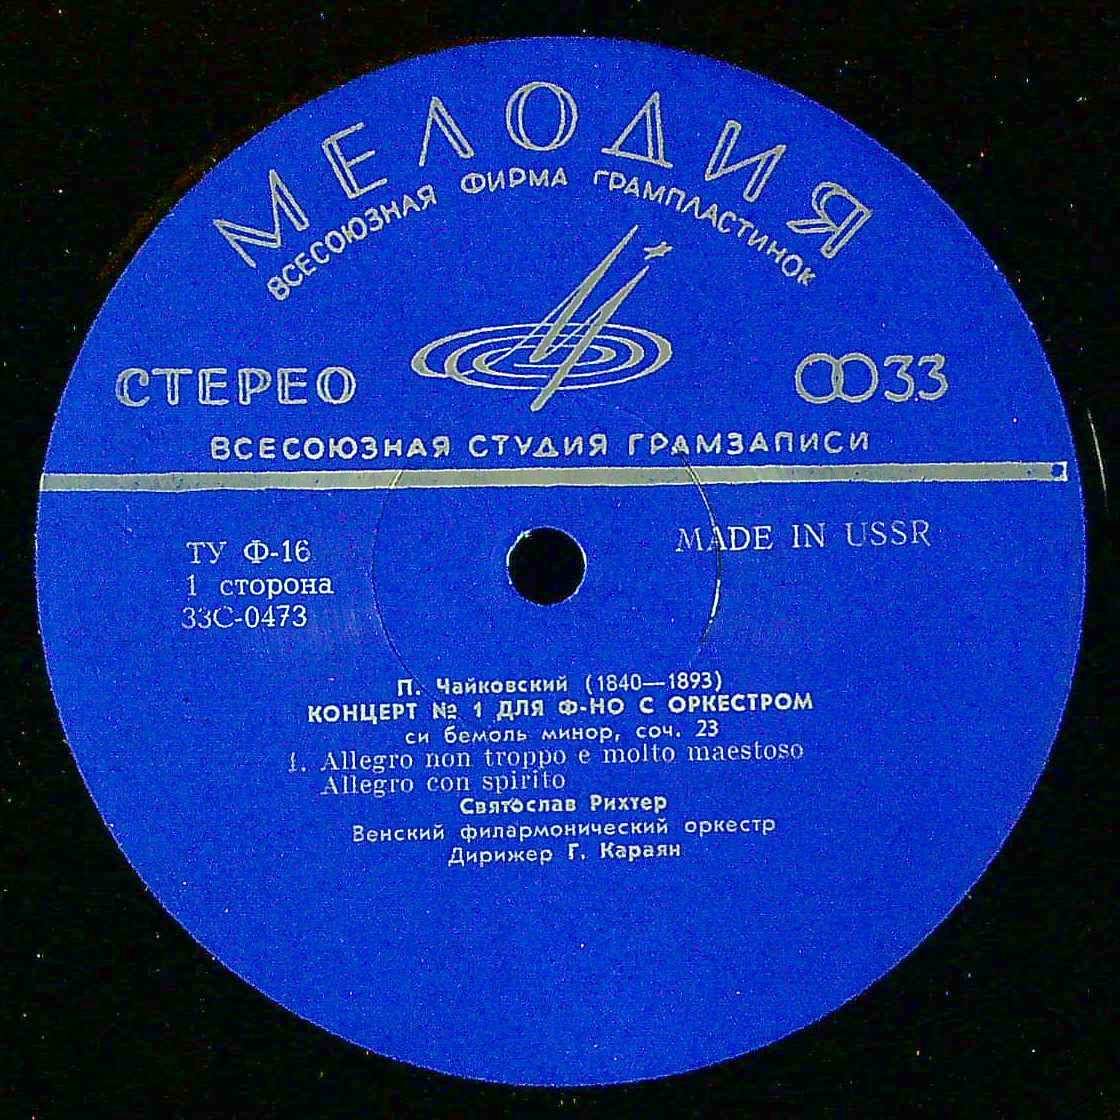 МЕЛОДИЯ
ВСЕСОЮЗНАЯ ФИРМА ГРАМПЛАСТИНОК
СТЕРЕО
33
ВСЕСОЮЗНАЯ СТУДИЯ ГРАМЗАПИСИ
ТУ Ф-16
MADE IN USSR
1 сторона
33С-0473
П. Чайковский (1840—1893)
КОНЦЕРТ № 1 ДЛЯ Ф-НО С ОРКЕСТРОМ
си бемоль минор, соч. 23
1. Allegro non troppo e molto maestoso
Allegro con spirito
Святослав Рихтер
Венский филармонический оркестр
Дирижер Г. Караян